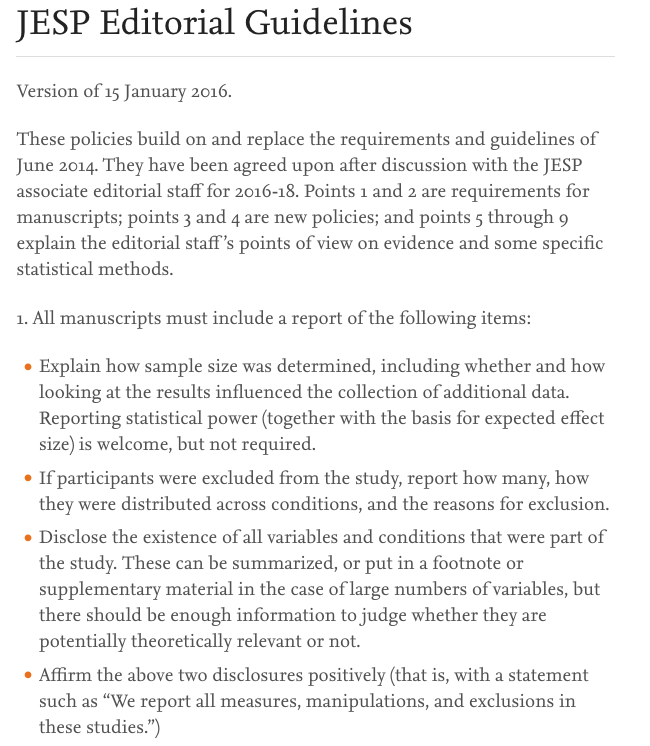 JESP Editorial Guidelines
Version of 15 January 2016.
These policies build on and replace the requirements and guidelines of
June 2014. They have been agreed upon after discussion with the JESP
associate editorial staff for 2016-18. Points 1 and 2 are requirements for
manuscripts; points 3 and 4 are new policies; and points 5 through 9
explain the editorial staff's points of view on evidence and some specific
statistical methods.
1. All manuscripts must include a report of the following items:
• Explain how sample size was determined, including whether and how
looking at the results influenced the collection of additional data.
Reporting statistical power (together with the basis for expected effect
size) is welcome, but not required.
• If participants were excluded from the study, report how many, how
they were distributed across conditions, and the reasons for exclusion.
• Disclose the existence of all variables and conditions that were part of
the study. These can be summarized, or put in a footnote or
supplementary material in the case of large numbers of variables, but
there should be enough information to judge whether they are
potentially theoretically relevant or not.
• Affirm the above two disclosures positively (that is, with a statement
such as “We report all measures, manipulations, and exclusions in
these studies.”)